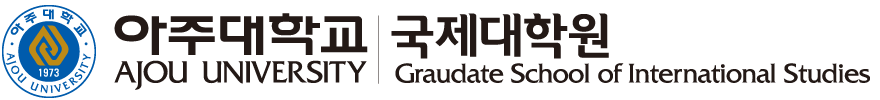 · 아주대학교 ·
AJOU UNIVERSITY
1973
아주대학교
AJOU UNIVERSITY
국제대학원
Graudate School of International Studies